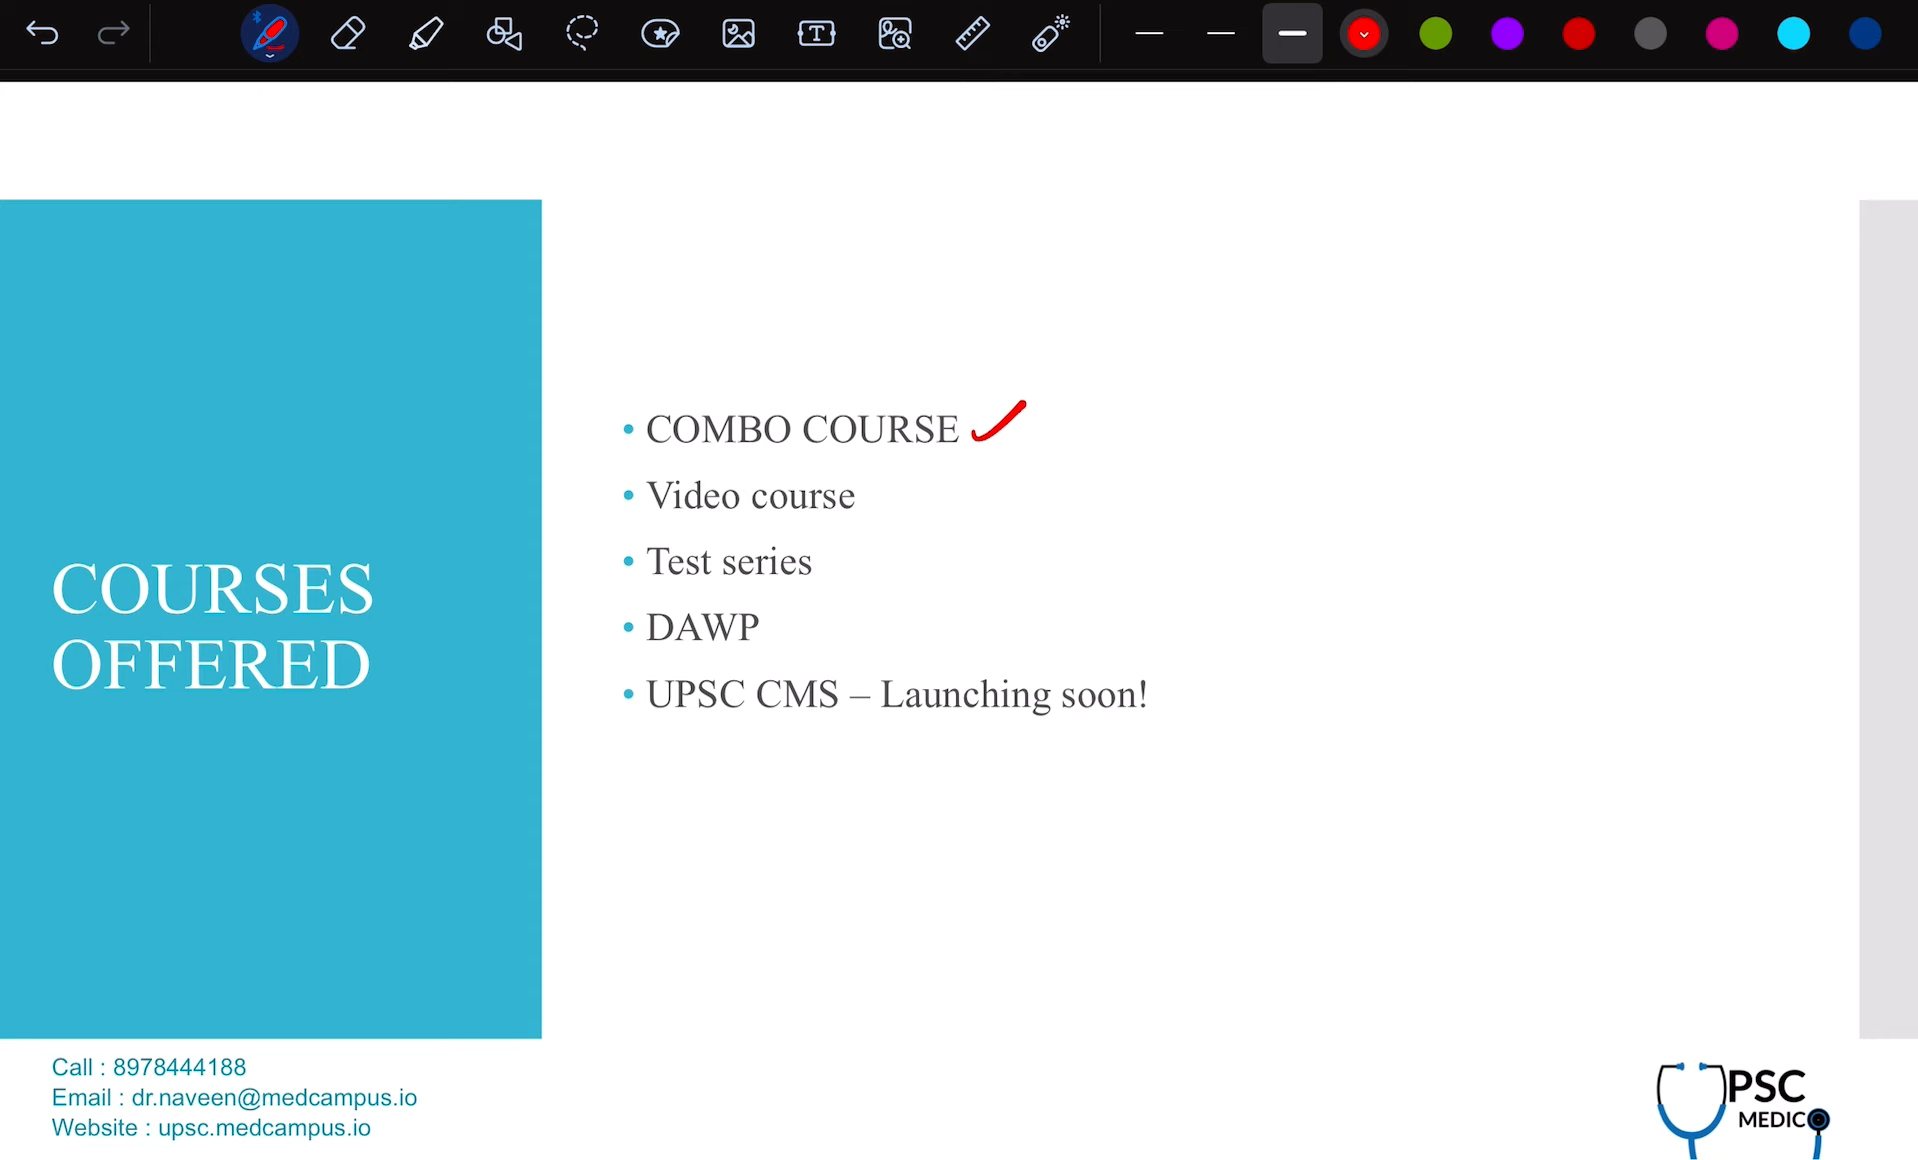 COURSES
OFFERED
• COMBO COURSE
• Video course
• Test series
• DAWP
• UPSC CMS – Launching soon!
Call : 8978444188
Email : dr.naveen@medcampus.io
Website : upsc.medcampus.io
UPSC
MEDICO